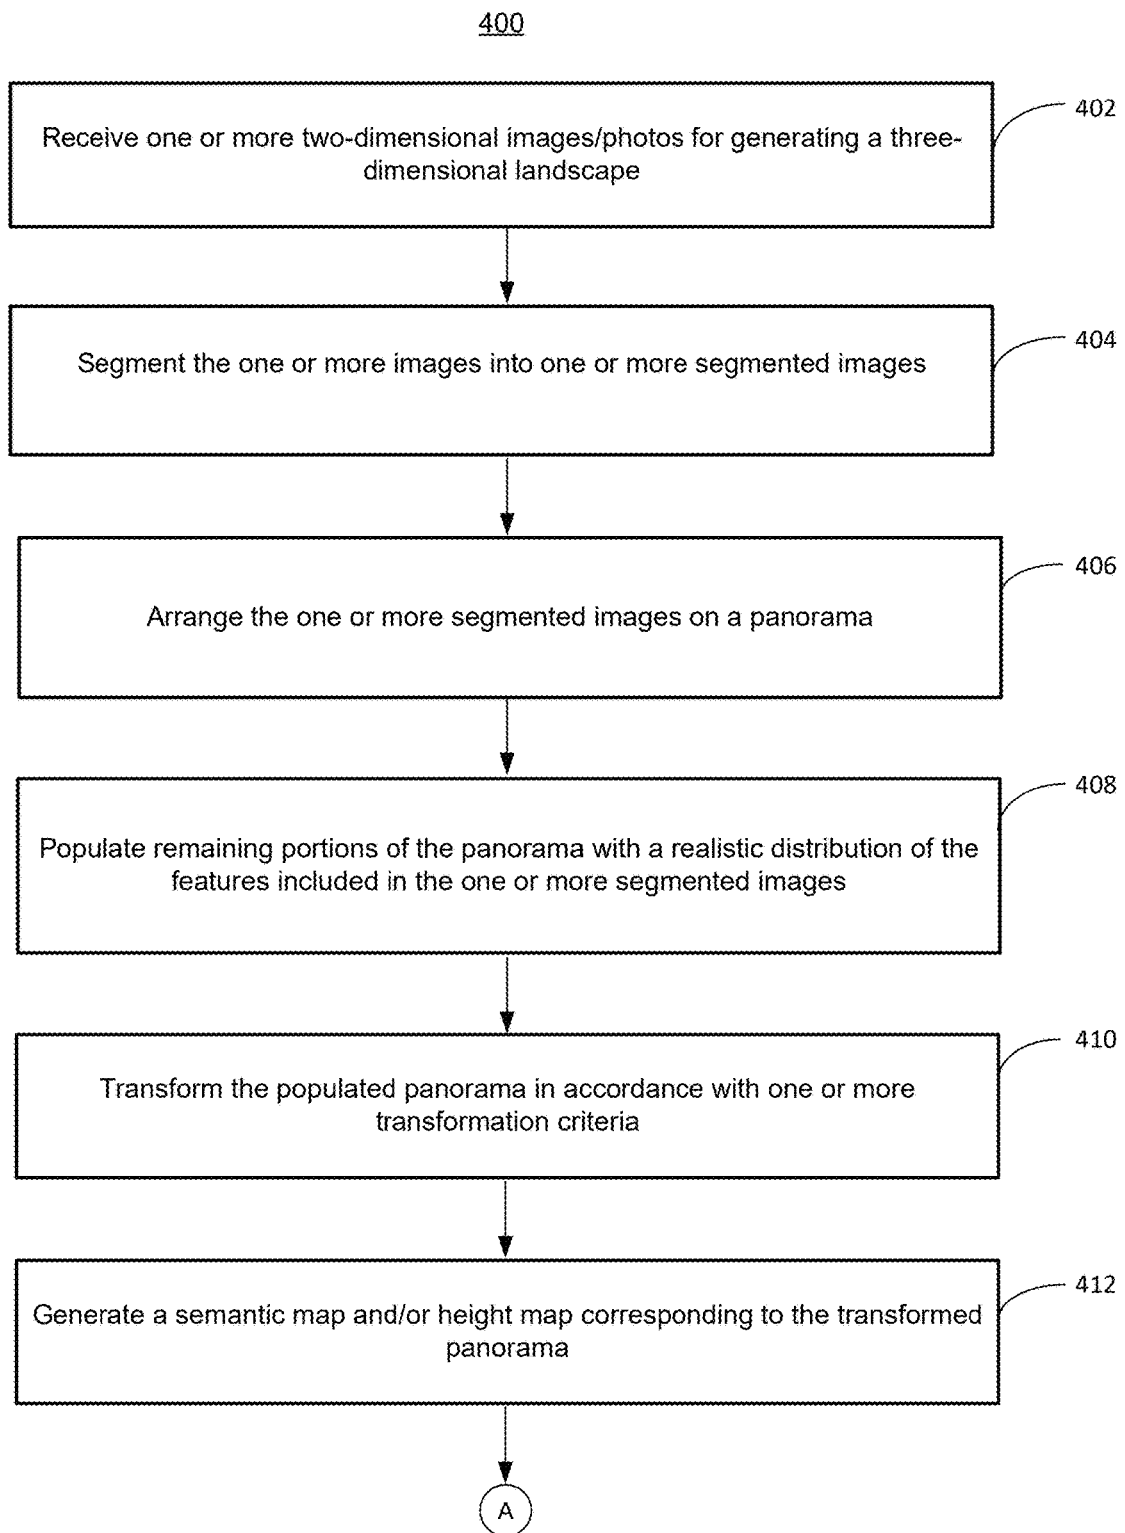 400
Receive one or more two-dimensional images/photos for generating a three-
dimensional landscape
402
Segment the one or more images into one or more segmented images
404
Arrange the one or more segmented images on a panorama
406
Populate remaining portions of the panorama with a realistic distribution of the
features included in the one or more segmented images
408
Transform the populated panorama in accordance with one or more
transformation criteria
410
Generate a semantic map and/or height map corresponding to the transformed
panorama
412
A